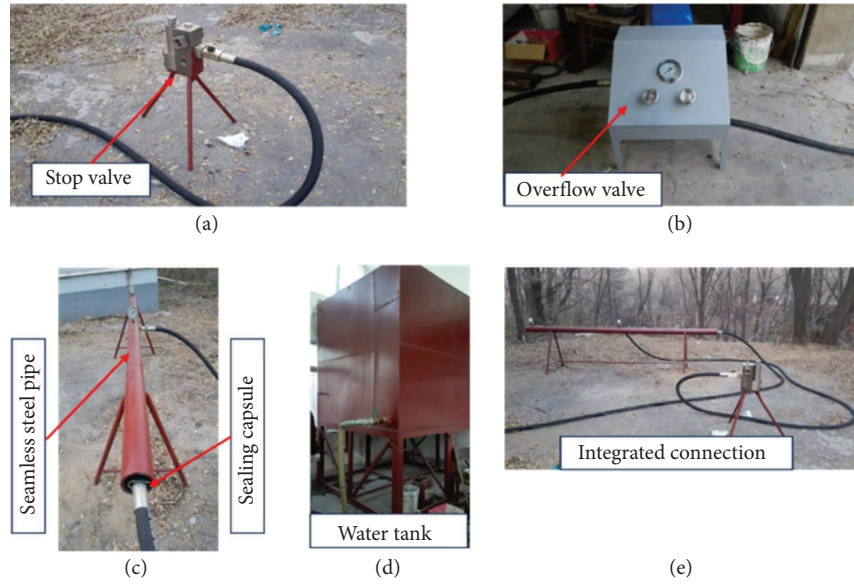 Stop valve
(a)
Overflow valve
(b)
Seamless steel pipe
Sealing capsule
(c)
Water tank
(d)
Integrated connection
(e)